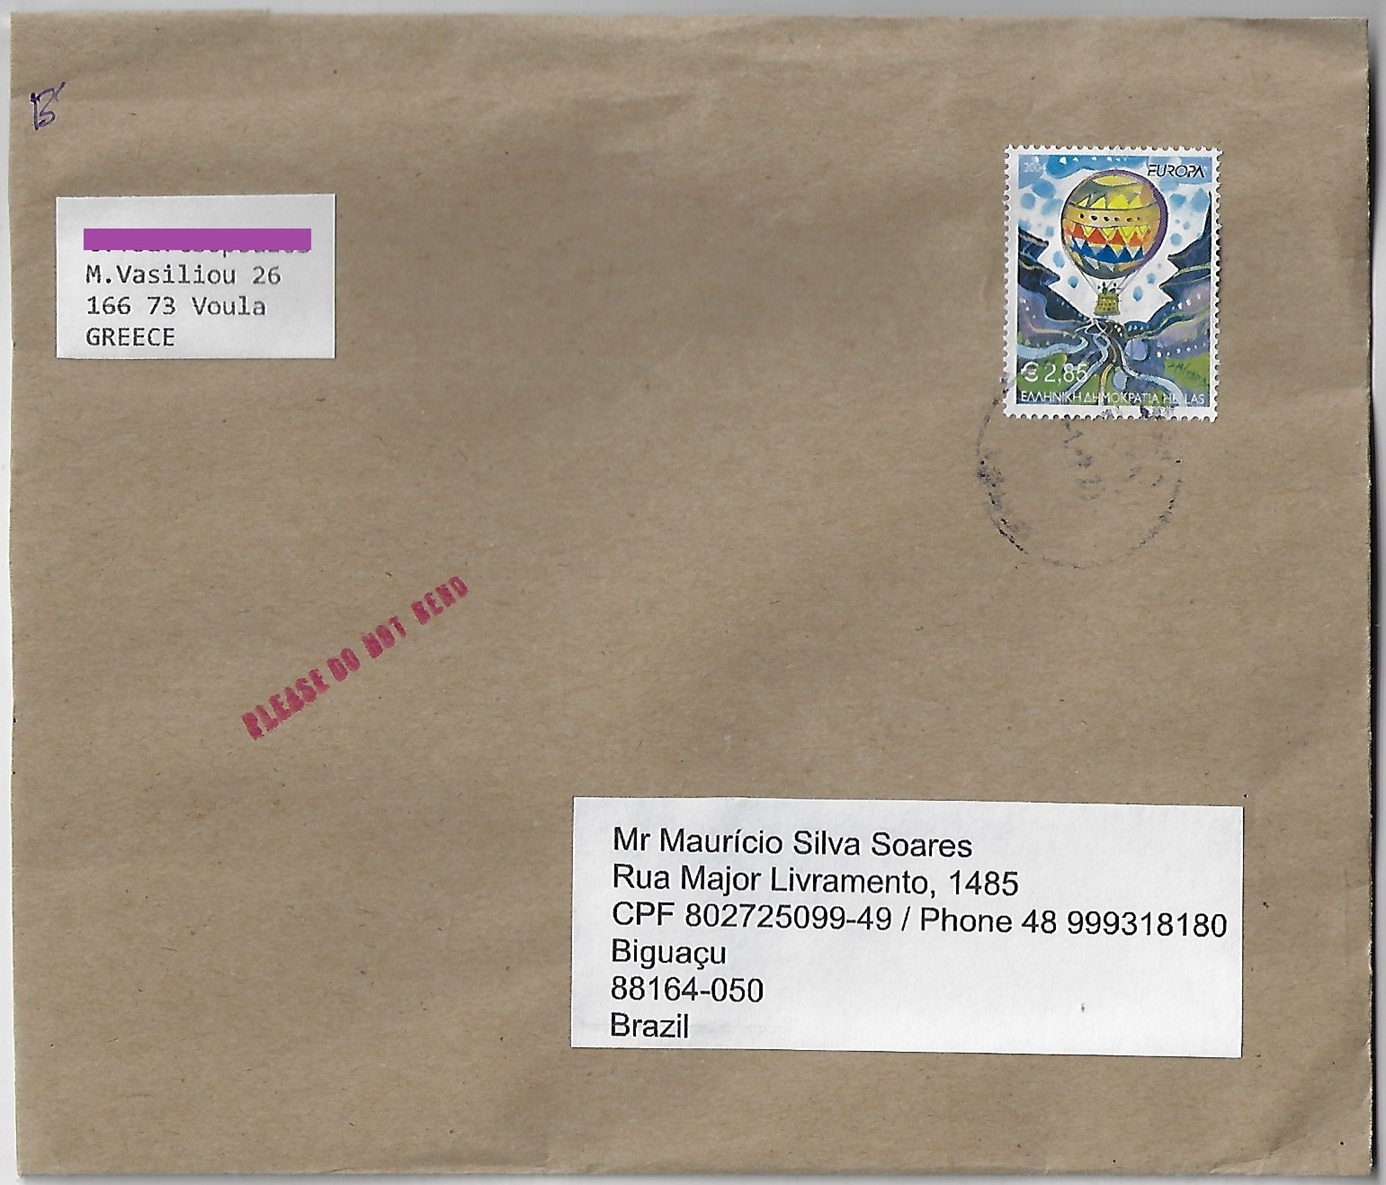 M.Vasiliou 26
166 73 Voula
GREECE
2004
EUROPA
€ 2,85
ΕΛΛΗΝΙΚΗ ΔΗΜΟΚΡΑΤΙΑ HELLAS
PLEASE DO NOT BEND
Mr Maurício Silva Soares
Rua Major Livramento, 1485
CPF 802725099-49 / Phone 48 999318180
Biguaçu
88164-050
Brazil